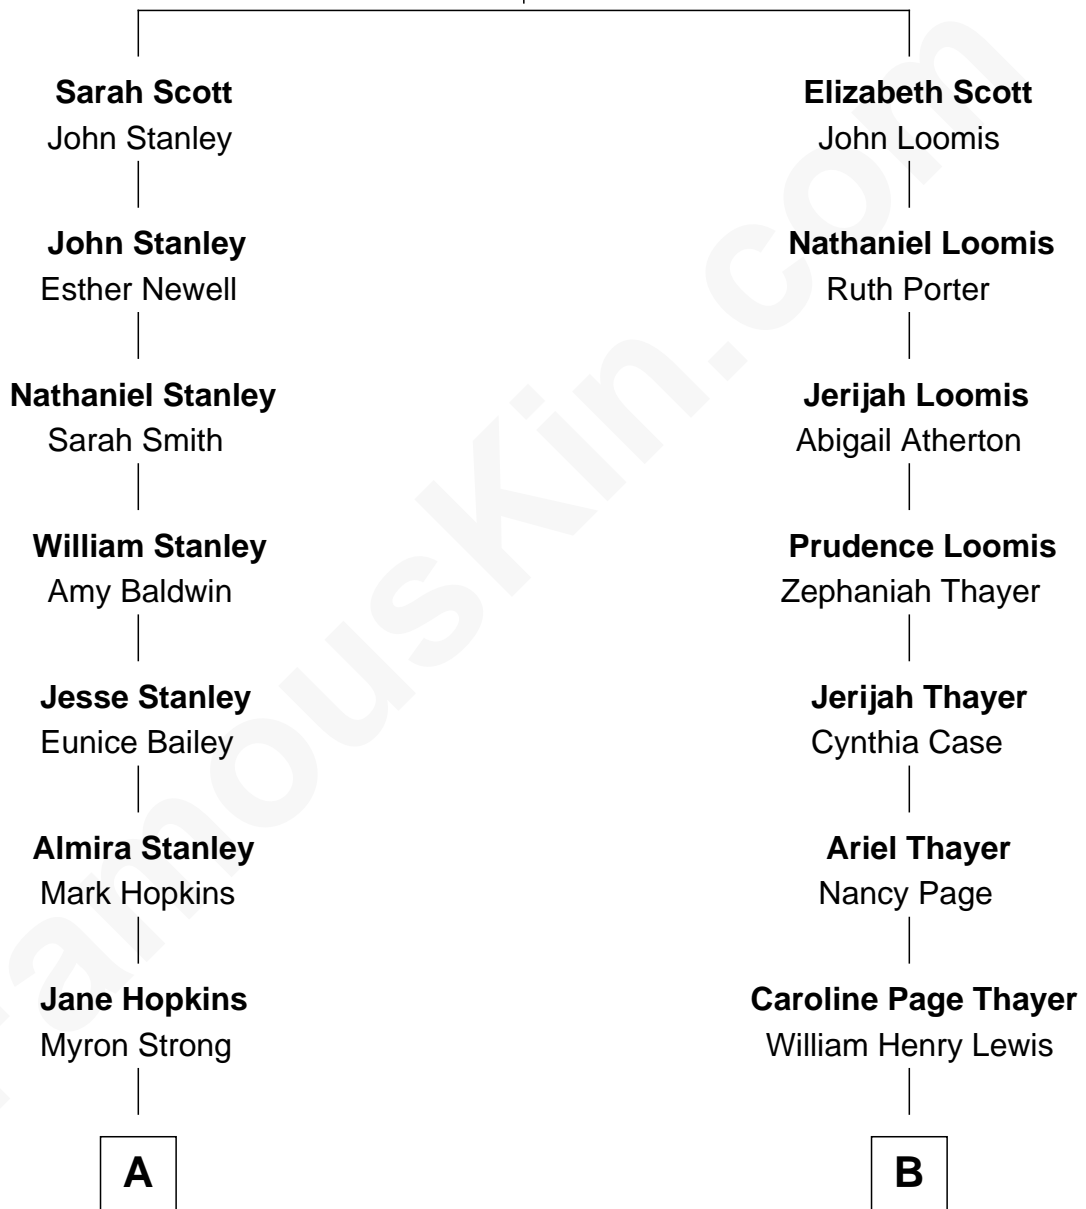 Sarah Scott
John Stanley
John Stanley
Esther Newell
Nathaniel Stanley
Sarah Smith
William Stanley
Amy Baldwin
Jesse Stanley
Eunice Bailey
Almira Stanley
Mark Hopkins
Jane Hopkins
Myron Strong
A
Elizabeth Scott
John Loomis
Nathaniel Loomis
Ruth Porter
Jerijah Loomis
Abigail Atherton
Prudence Loomis
Zephaniah Thayer
Jerijah Thayer
Cynthia Case
Ariel Thayer
Nancy Page
Caroline Page Thayer
William Henry Lewis
B
FamousKin.com